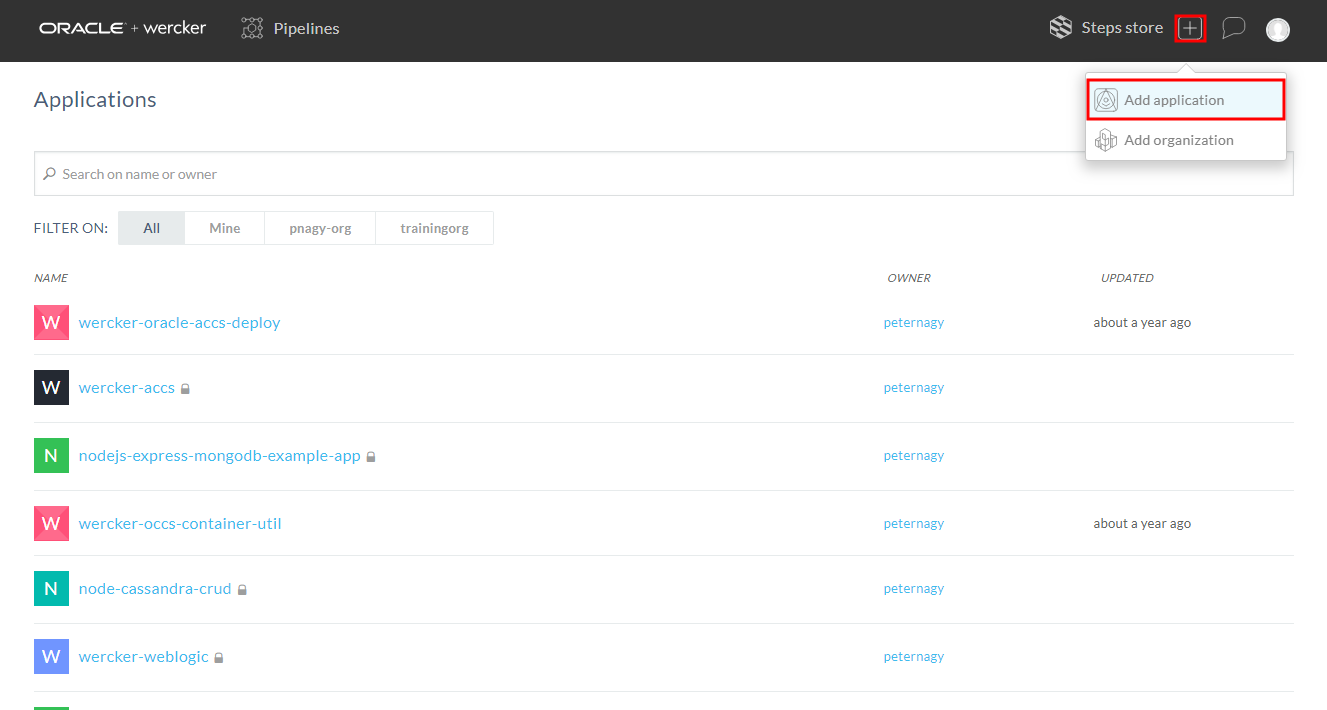 ORACLE + wercker Pipelines Steps store
Applications
Add application
Add organization
Search on name or owner
FILTER ON: All Mine pnagy-org trainingorg
NAME OWNER UPDATED
W wercker-oracle-accs-deploy peternagy about a year ago
W wercker-accs peternagy
N nodejs-express-mongodb-example-app peternagy
W wercker-occs-container-util peternagy about a year ago
N node-cassandra-crud peternagy
W wercker-weblogic peternagy